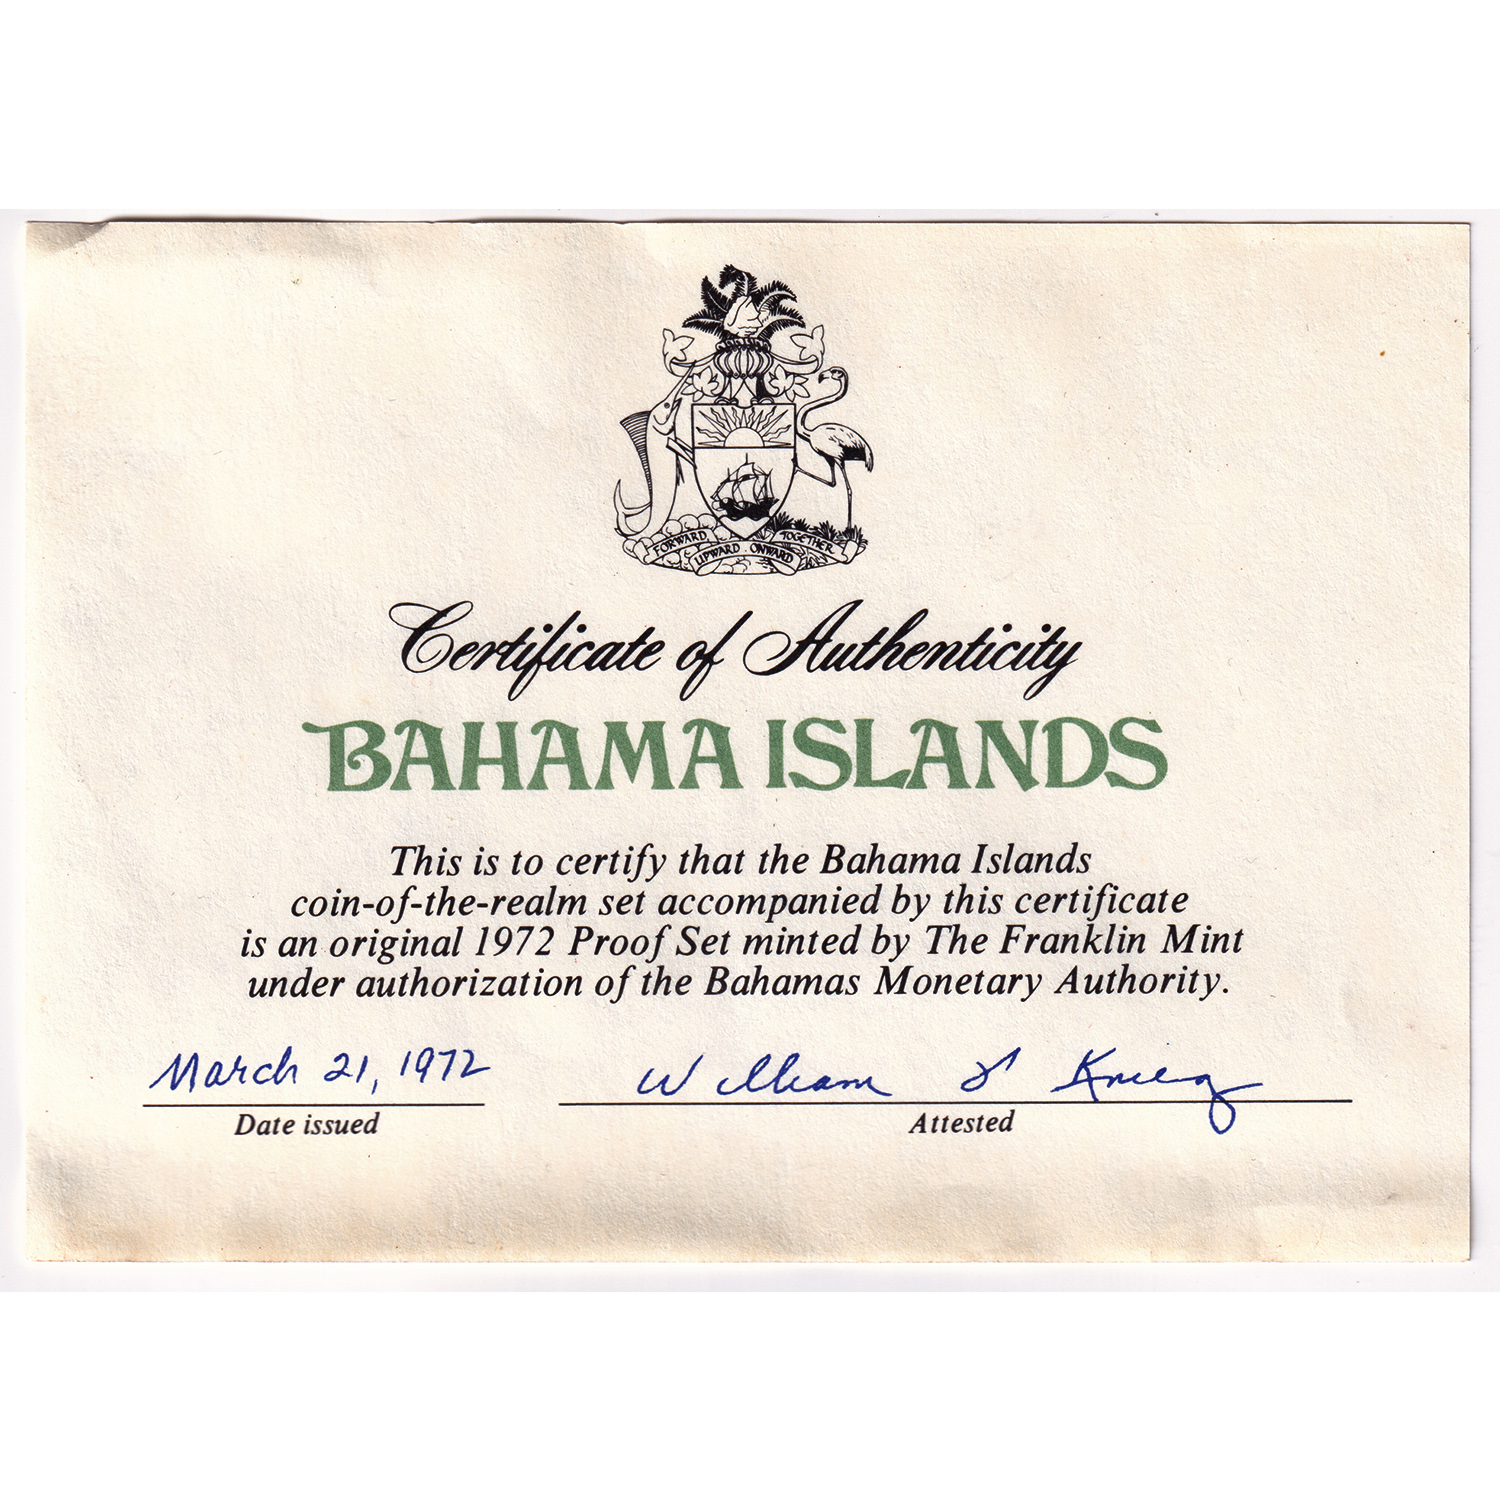 FORWARD UPWARD ONWARD TOGETHER
Certificate of Authenticity
BAHAMA ISLANDS
This is to certify that the Bahama Islands
coin-of-the-realm set accompanied by this certificate
is an original 1972 Proof Set minted by The Franklin Mint
under authorization of the Bahamas Monetary Authority.
March 21, 1972
William
Date issued
Attested